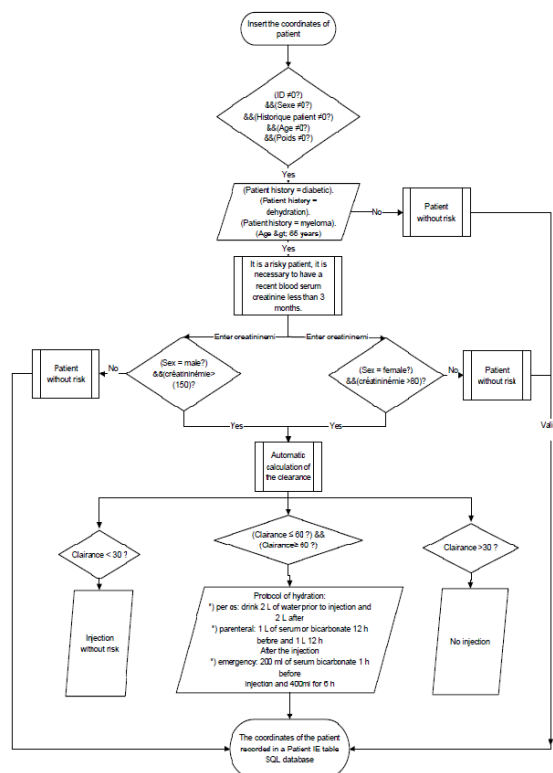 Insert the coordinates of
patient
(ID ≠0?)
&&(Sexe ≠0?)
&&(Historique patient ≠0?)
&&(Age ≠0?)
&&(Poids ≠0?)
Yes
(Patient history = diabetic).
(Patient history =
dehydration).
(Patient history = myeloma).
(Age &gt; 65 years)
No
Patient
without risk
Yes
It is a risky patient, it is
necessary to have a
recent blood serum
creatinine less than 3
months.
Enter creatininemi
Enter creatininemi
Patient
without risk
No
(Sex = male?)
&&(créatininémie>
(150)?
(Sex = female?)
&&(créatininémie >80)?
No
Patient
without risk
Yes
Yes
Vali
Automatic
calculation of
the clearance
Clairance < 30 ?
(Clairance ≤ 60 ?) &&
(Clairance≥ 40 ?)
Clairance >30 ?
Injection
without risk
Protocol of hydration:
*) per os: drink 2 L of water prior to injection and
2 L after
*) parenteral: 1 L of serum or bicarbonate 12 h
before and 1 L 12 h
After the injection
*) emergency: 200 ml of serum bicarbonate 1 h
before
injection and 400ml for 6 h
No injection
The coordinates of the patient
recorded in a Patient IE table
SQL database